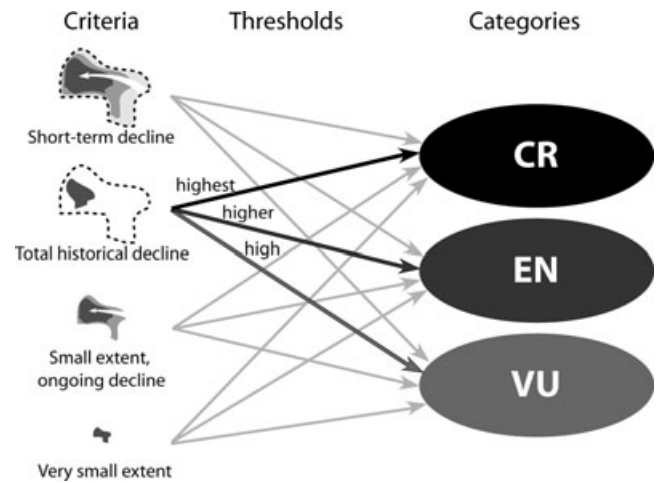 Criteria
Thresholds
Categories
Short-term decline
Total historical decline
Small extent,
ongoing decline
Very small extent
highest
higher
high
CR
EN
VU